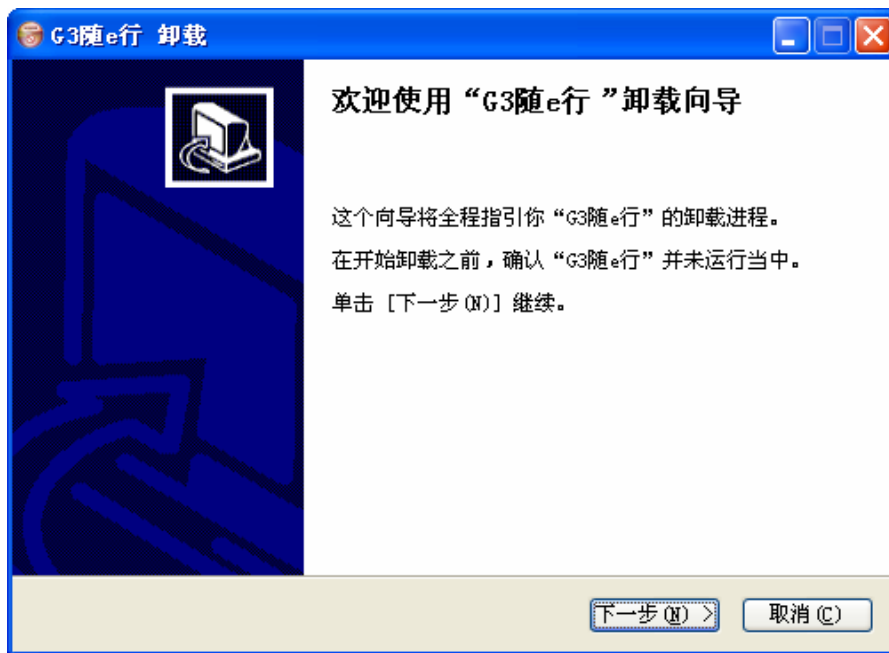 G3随e行 卸载
欢迎使用“G3随e行 ”卸载向导
这个向导将全程指引你“G3随e行”的卸载进程。
在开始卸载之前，确认“G3随e行”并未运行当中。
单击 [下一步(N)] 继续。
下一步(N) >
取消(C)